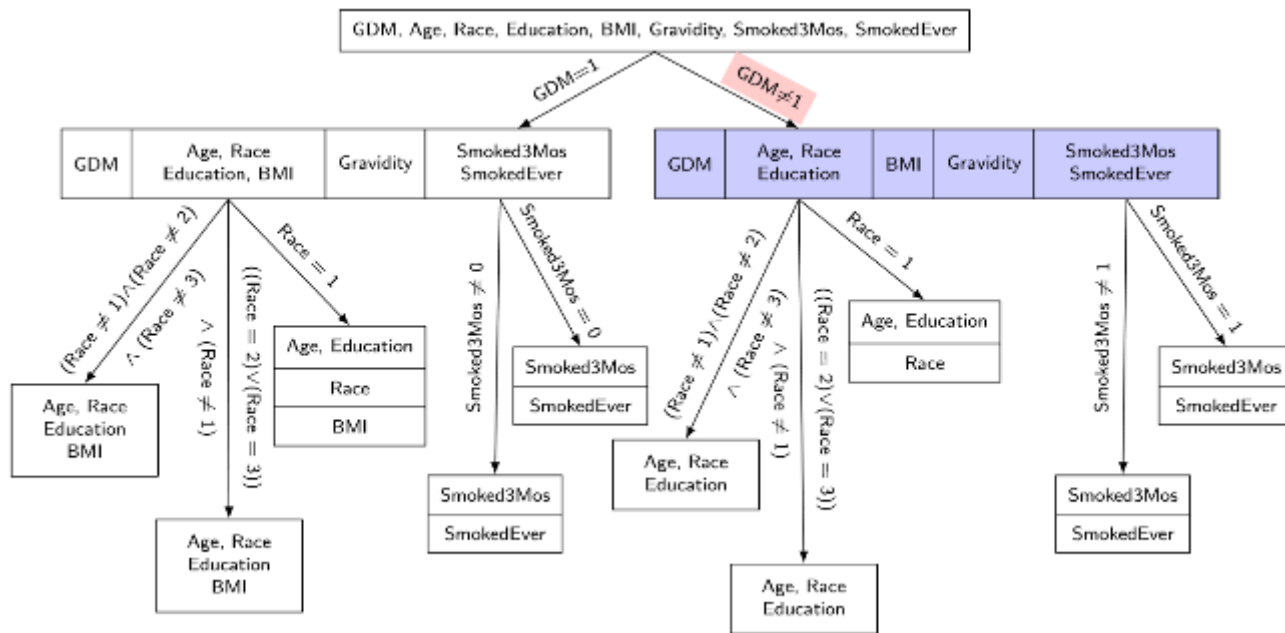 GDM, Age, Race, Education, BMI, Gravidity, Smoked3Mos, SmokedEver
GDM=1
GDM≠1
GDM
Age, Race
Education, BMI
Gravidity
Smoked3Mos
SmokedEver
GDM
Age, Race
Education
BMI
Gravidity
Smoked3Mos
SmokedEver
(Race ≠ 1)∧(Race ≠ 2)
∧ (Race ≠ 3)
((Race = 2)∨(Race = 3))
∧ (Race ≠ 1)
Race = 1
Smoked3Mos ≠ 0
Smoked3Mos = 0
(Race ≠ 1)∧(Race ≠ 2)
∧ (Race ≠ 3)
((Race = 2)∨(Race = 3))
∧ (Race ≠ 1)
Race = 1
Smoked3Mos ≠ 1
Smoked3Mos = 1
Age, Race
Education
BMI
Age, Race
Education
BMI
Age, Education
Race
BMI
Smoked3Mos
SmokedEver
Smoked3Mos
SmokedEver
Age, Race
Education
Age, Race
Education
Age, Education
Race
Smoked3Mos
SmokedEver
Smoked3Mos
SmokedEver